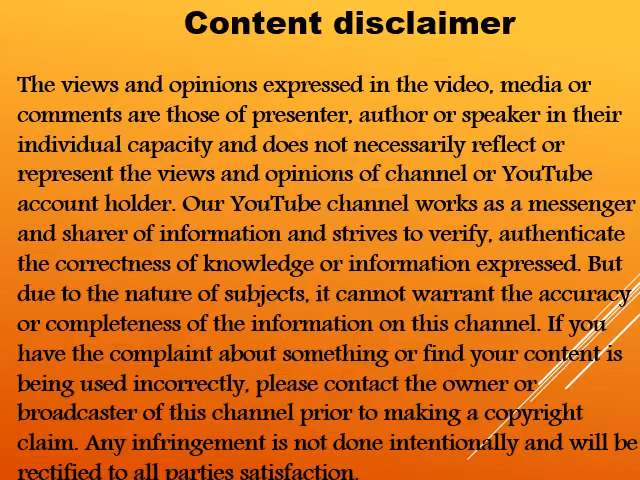 Content disclaimer
The views and opinions expressed in the video, media or
comments are those of presenter, author or speaker in their
individual capacity and does not necessarily reflect or
represent the views and opinions of channel or YouTube
account holder. Our YouTube channel works as a messenger
and sharer of information and strives to verify, authenticate
the correctness of knowledge or information expressed. But
due to the nature of subjects, it cannot warrant the accuracy
or completeness of the information on this channel. If you
have the complaint about something or find your content is
being used incorrectly, please contact the owner or
broadcaster of this channel prior to making a copyright
claim. Any infringement is not done intentionally and will be
rectified to all parties satisfaction.